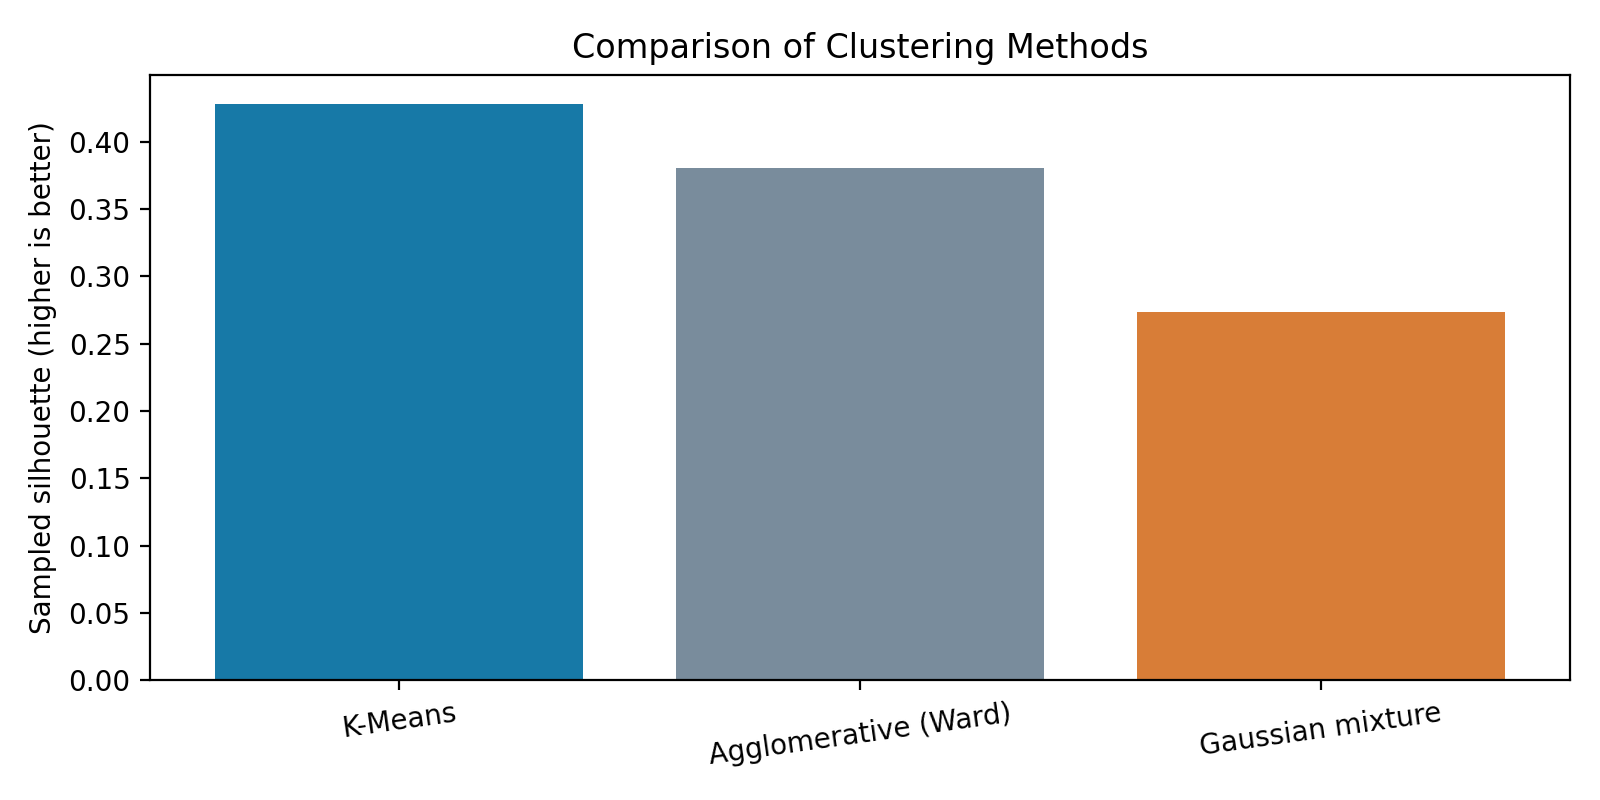 Comparison of Clustering Methods
Sampled silhouette (higher is better)
0.40
0.35
0.30
0.25
0.20
0.15
0.10
0.05
0.00
K-Means
Agglomerative (Ward)
Gaussian mixture